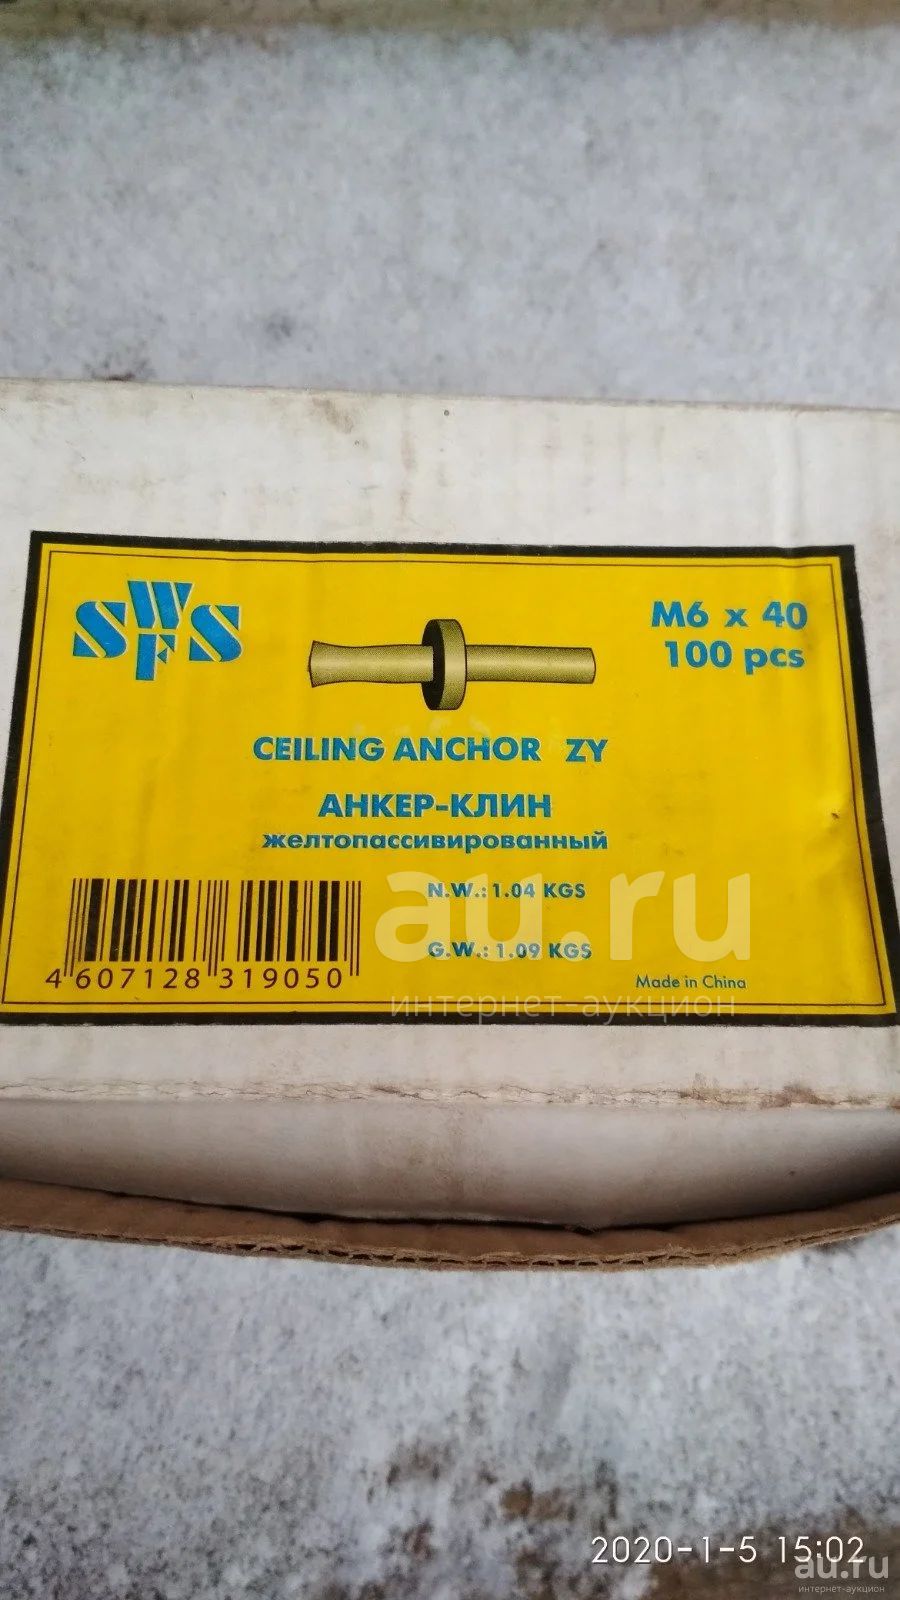 SWFS
M6 x 40
100 pcs
CEILING ANCHOR ZY
АНКЕР-КЛИН
желтопассивированный
N.W.: 1.04 KGS
G.W.: 1.09 KGS
4 607128 319050
Made in China
au.ru
интернет-аукцион
2020-1-5 15:02
au.ru
интернет-аукцион